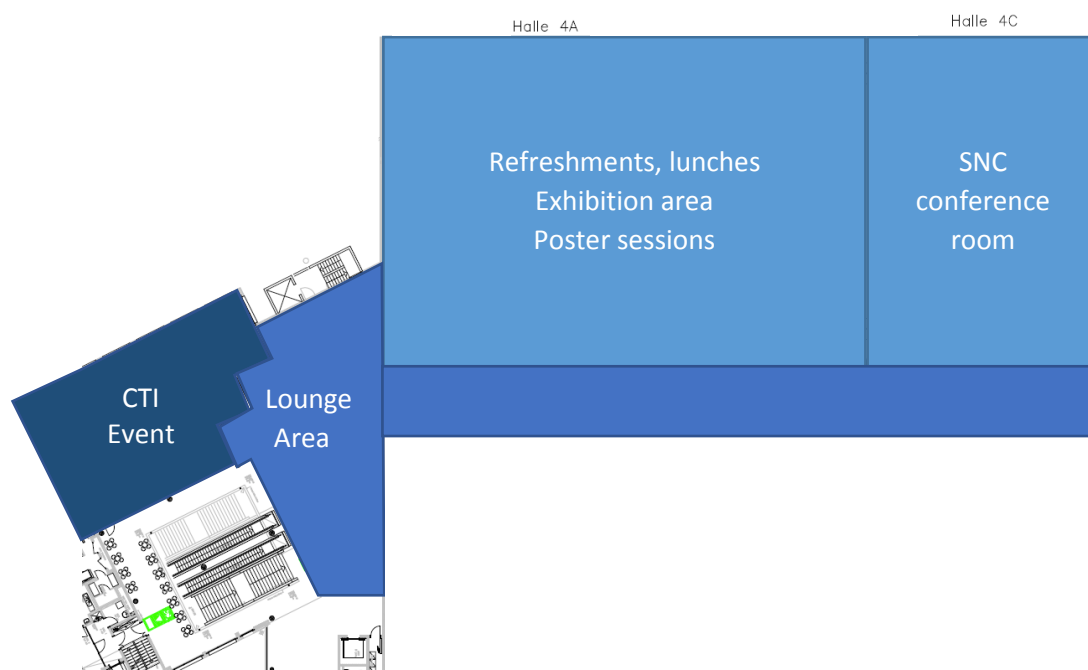 Halle 4A
Halle 4C
Refreshments, lunches
Exhibition area
Poster sessions
SNC
conference
room
CTI
Event
Lounge
Area